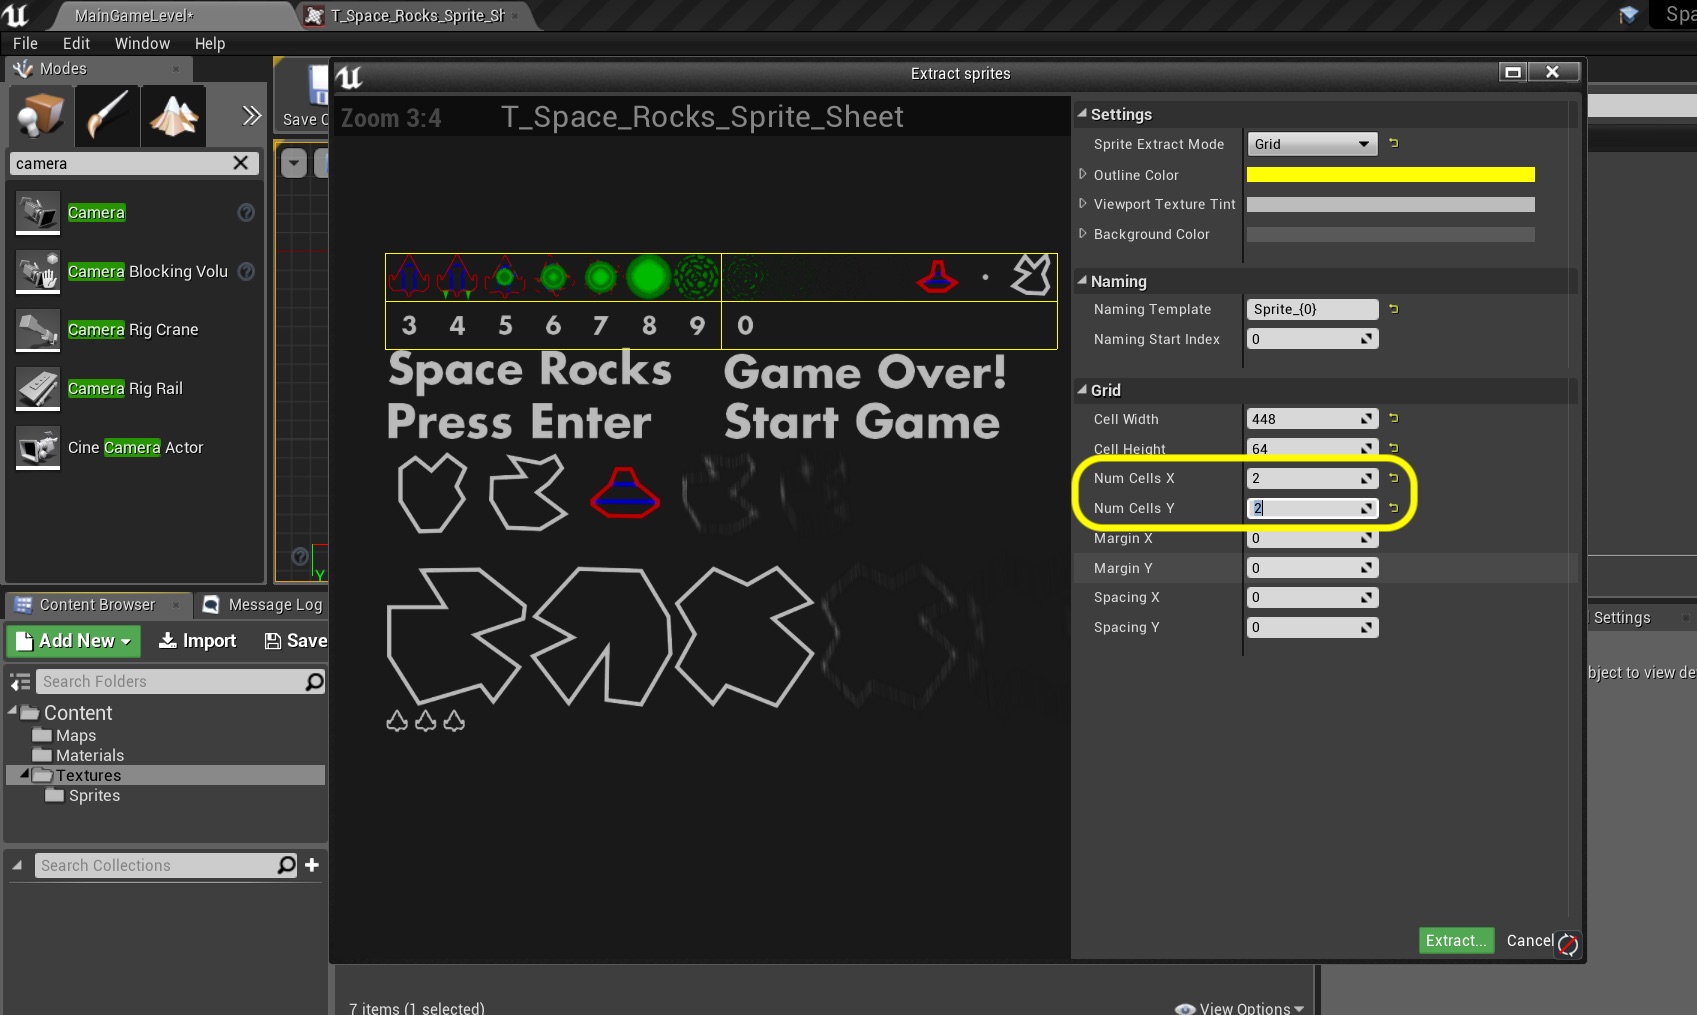 MainGameLevel*
T_Space_Rocks_Sprite_Sh
Spa
File Edit Window Help
Modes
Extract sprites
Save C
camera
Camera
Camera Blocking Volu
Camera Rig Crane
Camera Rig Rail
Cine Camera Actor
Zoom 3:4
T_Space_Rocks_Sprite_Sheet
3 4 5 6 7 8 9 0
Space Rocks
Game Over!
Press Enter
Start Game
Y
Settings
Sprite Extract Mode Grid
Outline Color
Viewport Texture Tint
Background Color
Naming
Naming Template Sprite_{0}
Naming Start Index 0
Grid
Cell Width 448
Cell Height 64
Num Cells X 2
Num Cells Y 2
Margin X 0
Margin Y 0
Spacing X 0
Spacing Y 0
Extract... Cancel
Content Browser
Message Log
Add New Import Save
Search Folders
Content
Maps
Materials
Textures
Sprites
Search Collections
Settings
bject to view de
7 items (1 selected)
View Options